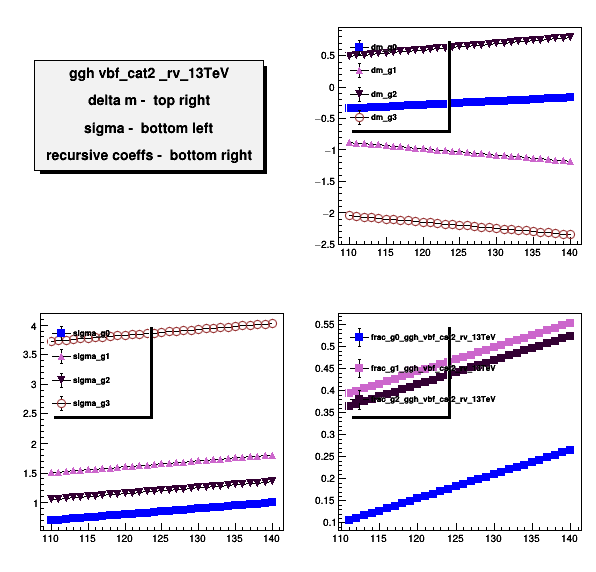 ggh vbf_cat2 _rv_13TeV
delta m - top right
sigma - bottom left
recursive coeffs - bottom right
dm_g0
dm_g1
dm_g2
dm_g3
0.5
0
−0.5
−1
−1.5
−2
−2.5
110 115 120 125 130 135 140
sigma_g0
sigma_g1
sigma_g2
sigma_g3
4
3.5
3
2.5
2
1.5
1
110 115 120 125 130 135 140
frac_g0_ggh_vbf_cat2_rv_13TeV
frac_g1_ggh_vbf_cat2_rv_13TeV
frac_g2_ggh_vbf_cat2_rv_13TeV
0.55
0.5
0.45
0.4
0.35
0.3
0.25
0.2
0.15
0.1
110 115 120 125 130 135 140